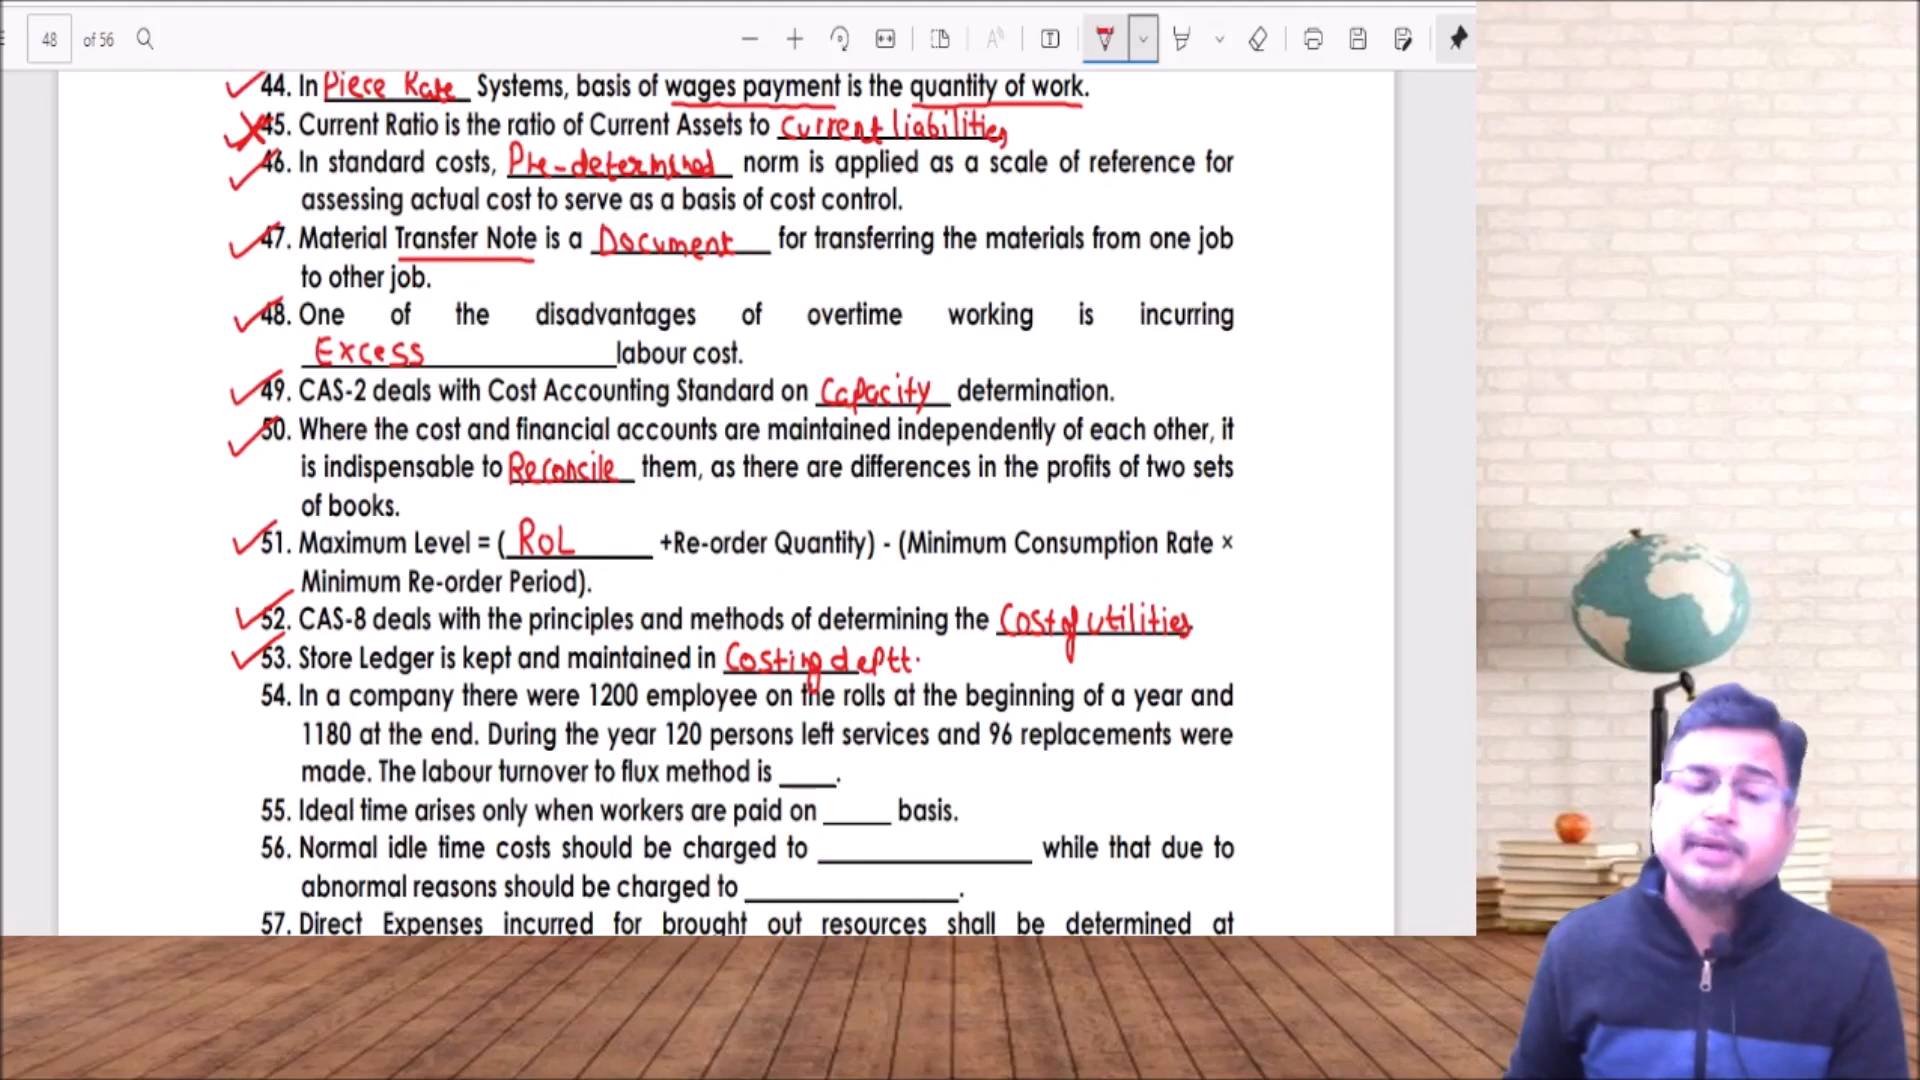 48 of 56
44. In Piece Rate Systems, basis of wages payment is the quantity of work.
45. Current Ratio is the ratio of Current Assets to Current liabilities
46. In standard costs, Pre-determined norm is applied as a scale of reference for
assessing actual cost to serve as a basis of cost control.
47. Material Transfer Note is a Document for transferring the materials from one job
to other job.
48. One of the disadvantages of overtime working is incurring
Excess labour cost.
49. CAS-2 deals with Cost Accounting Standard on Capacity determination.
50. Where the cost and financial accounts are maintained independently of each other, it
is indispensable to Reconcile them, as there are differences in the profits of two sets
of books.
51. Maximum Level = ( ROL +Re-order Quantity) - (Minimum Consumption Rate ×
Minimum Re-order Period).
52. CAS-8 deals with the principles and methods of determining the Cost of utilities
53. Store Ledger is kept and maintained in Costing deptt.
54. In a company there were 1200 employee on the rolls at the beginning of a year and
1180 at the end. During the year 120 persons left services and 96 replacements were
made. The labour turnover to flux method is _____.
55. Ideal time arises only when workers are paid on ______ basis.
56. Normal idle time costs should be charged to ____________________ while that due to
abnormal reasons should be charged to ____________________.
57. Direct Expenses incurred for brought out resources shall be determined at